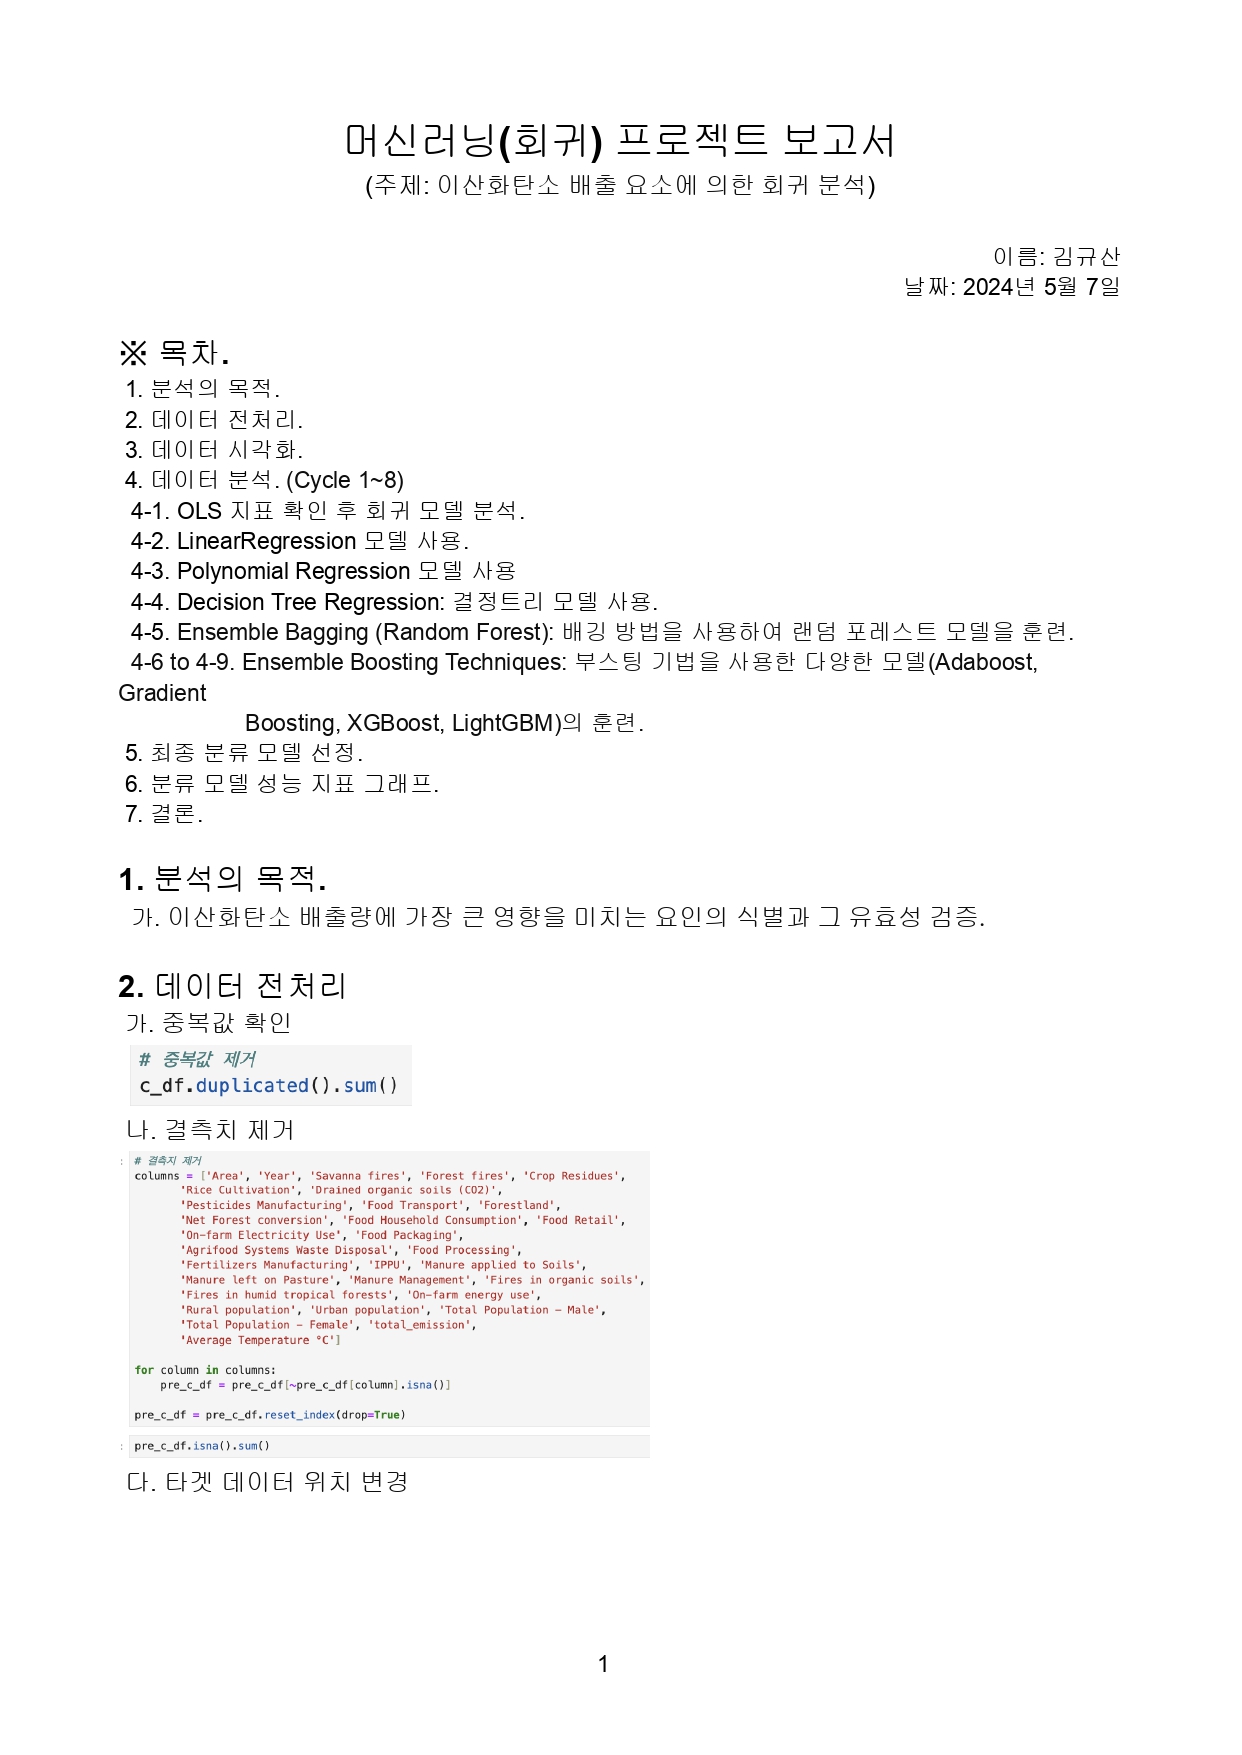 머신러닝(회귀) 프로젝트 보고서
(주제: 이산화탄소 배출 요소에 의한 회귀 분석)
이름: 김규산
날짜: 2024년 5월 7일
※ 목차.
1. 분석의 목적.
2. 데이터 전처리.
3. 데이터 시각화.
4. 데이터 분석. (Cycle 1~8)
4-1. OLS 지표 확인 후 회귀 모델 분석.
4-2. LinearRegression 모델 사용.
4-3. Polynomial Regression 모델 사용
4-4. Decision Tree Regression: 결정트리 모델 사용.
4-5. Ensemble Bagging (Random Forest): 배깅 방법을 사용하여 랜덤 포레스트 모델을 훈련.
4-6 to 4-9. Ensemble Boosting Techniques: 부스팅 기법을 사용한 다양한 모델(Adaboost,
Gradient
Boosting, XGBoost, LightGBM)의 훈련.
5. 최종 분류 모델 선정.
6. 분류 모델 성능 지표 그래프.
7. 결론.
1. 분석의 목적.
가. 이산화탄소 배출량에 가장 큰 영향을 미치는 요인의 식별과 그 유효성 검증.
2. 데이터 전처리
가. 중복값 확인
# 중복값 제거
c_df.duplicated().sum()
나. 결측치 제거
: # 결측치 제거
columns = ['Area', 'Year', 'Savanna fires', 'Forest fires', 'Crop Residues',
'Rice Cultivation', 'Drained organic soils (CO2)',
'Pesticides Manufacturing', 'Food Transport', 'Forestland',
'Net Forest conversion', 'Food Household Consumption', 'Food Retail',
'On-farm Electricity Use', 'Food Packaging',
'Agrifood Systems Waste Disposal', 'Food Processing',
'Fertilizers Manufacturing', 'IPPU', 'Manure applied to Soils',
'Manure left on Pasture', 'Manure Management', 'Fires in organic soils',
'Fires in humid tropical forests', 'On-farm energy use',
'Rural population', 'Urban population', 'Total Population - Male',
'Total Population - Female', 'total_emission',
'Average Temperature °C']
for column in columns:
pre_c_df = pre_c_df[~pre_c_df[column].isna()]
pre_c_df = pre_c_df.reset_index(drop=True)
: pre_c_df.isna().sum()
다. 타겟 데이터 위치 변경
1